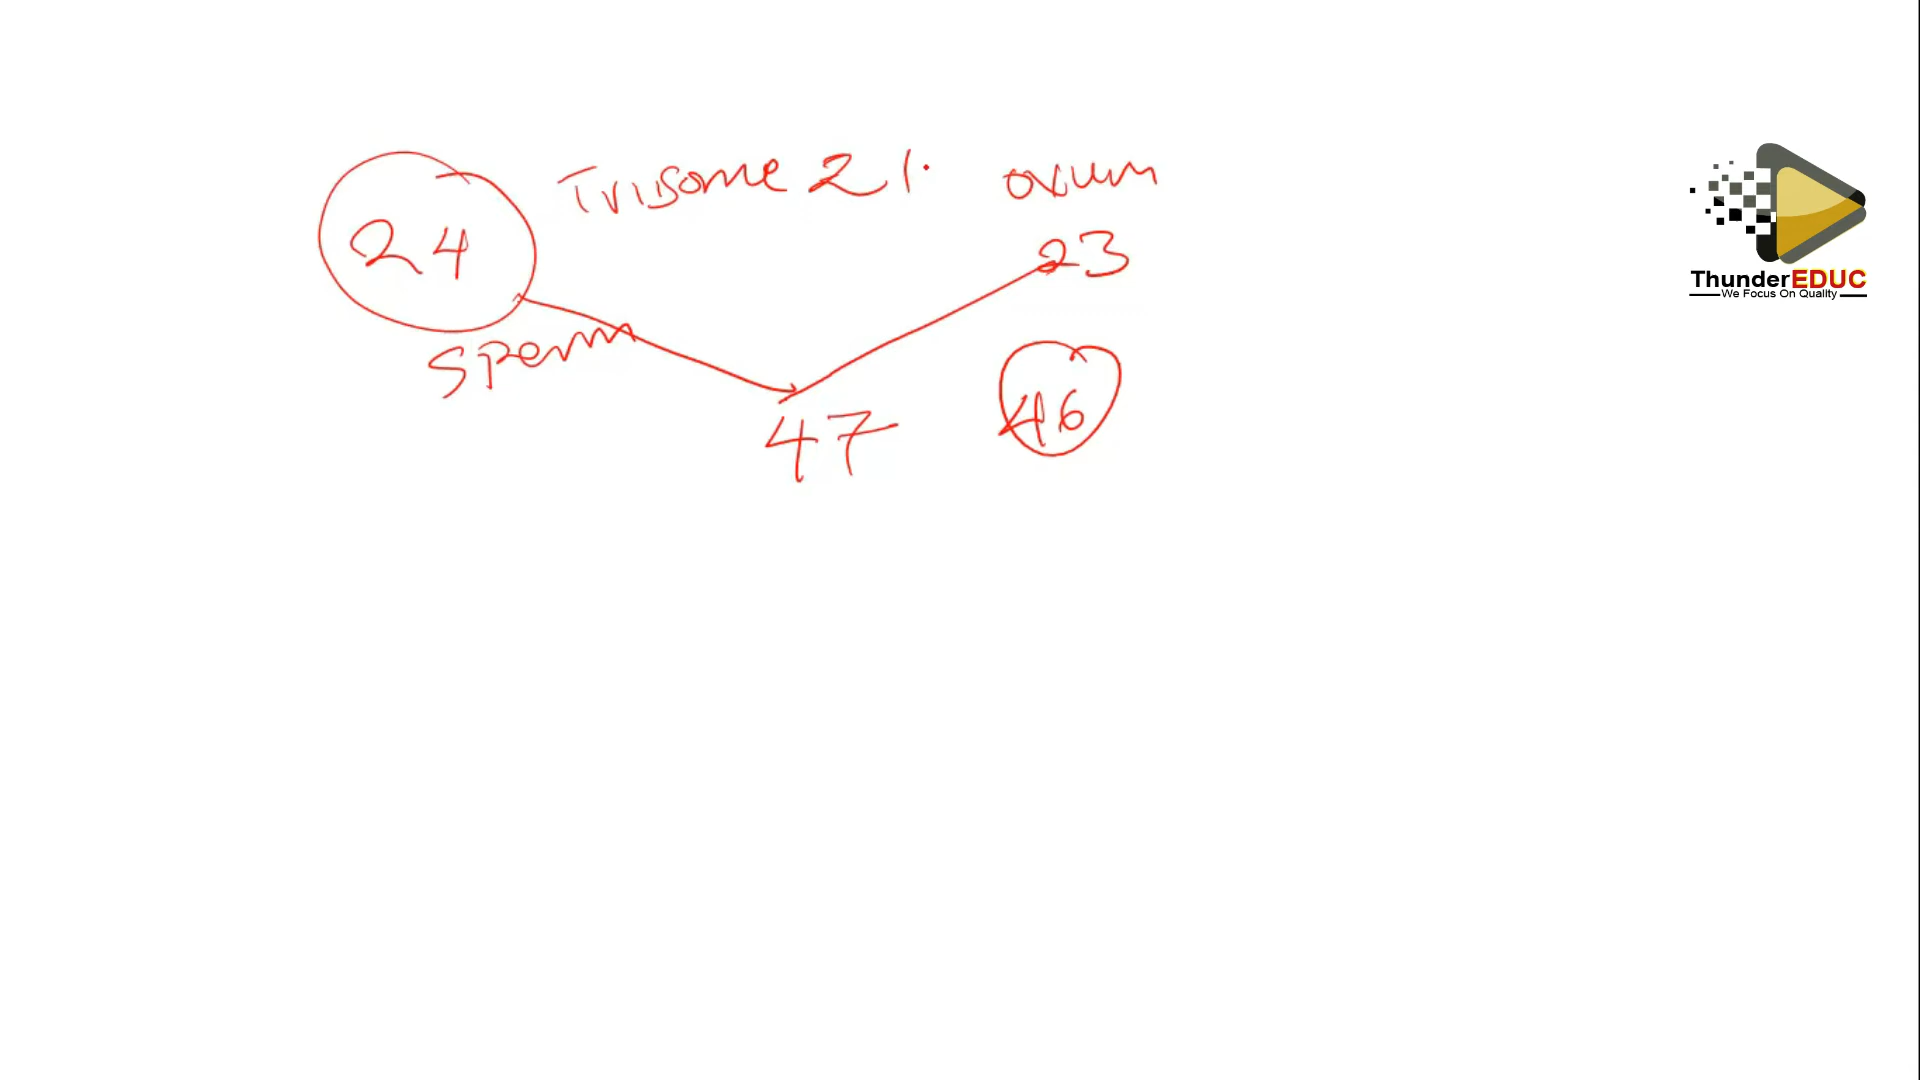 Trisome 21. ovum
24 23
sperm
47 46
ThunderEDUC
We Focus On Quality